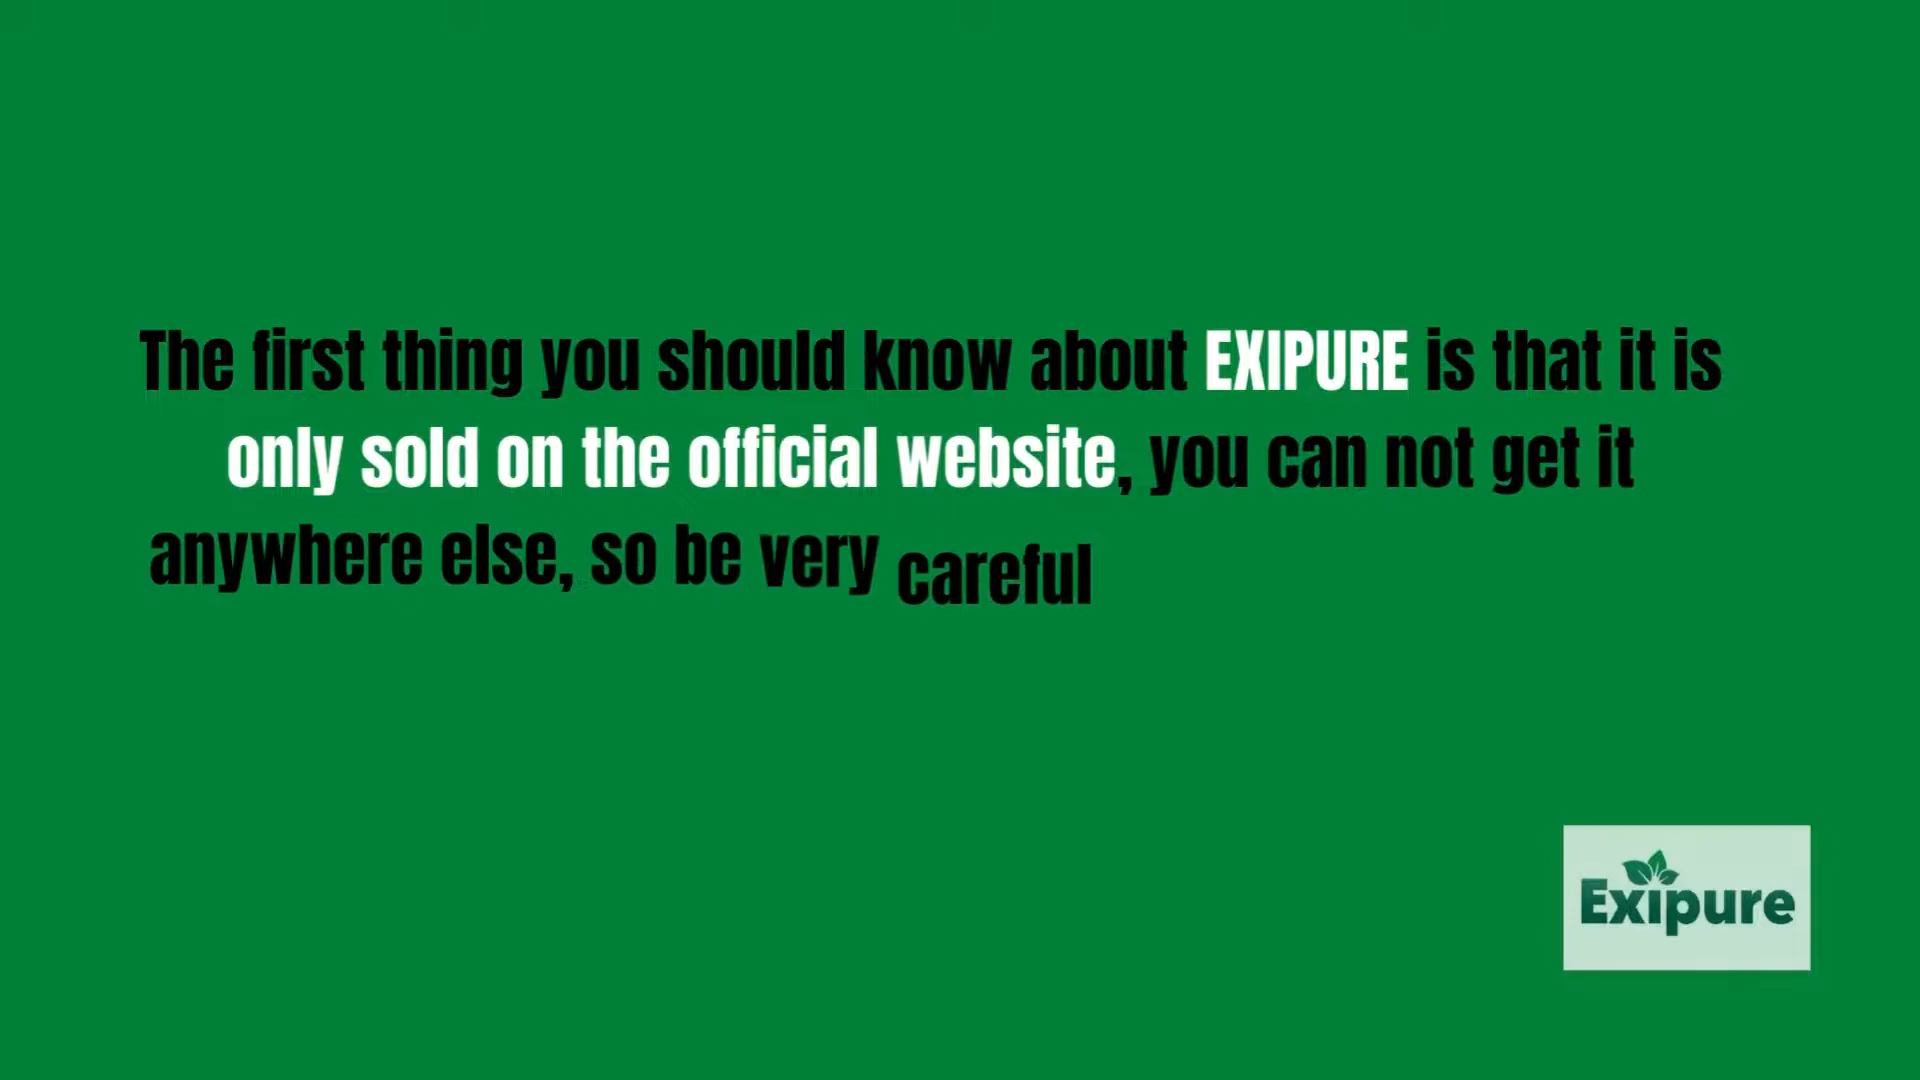 The first thing you should know about EXIPURE is that it is
only sold on the official website, you can not get it
anywhere else, so be very careful
Exipure